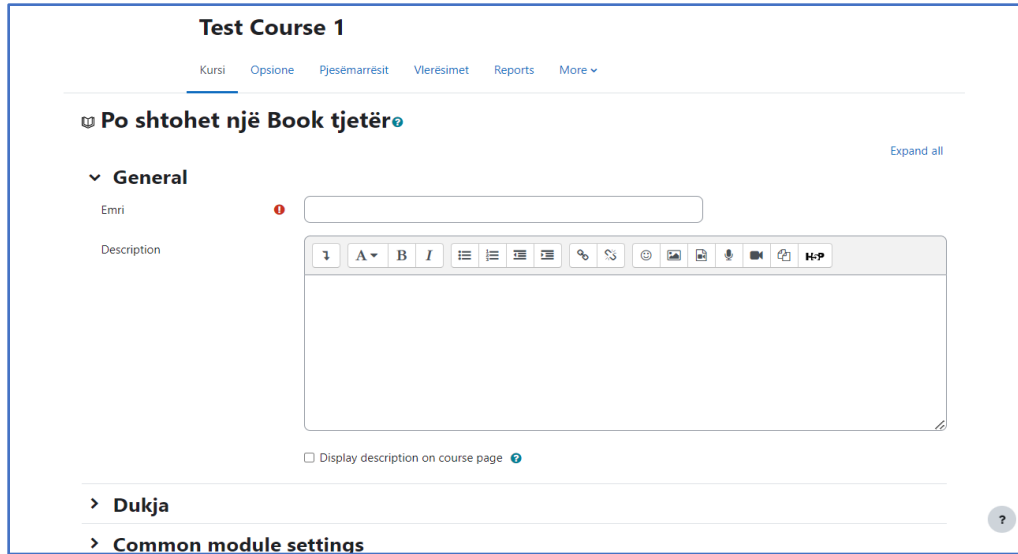 Test Course 1
Kursi Opsione Pjesëmarrësit Vlerësimet Reports More
Po shtohet një Book tjetër
Expand all
General
Emri
Description
A B I H-P
Display description on course page
Dukja
?
Common module settings